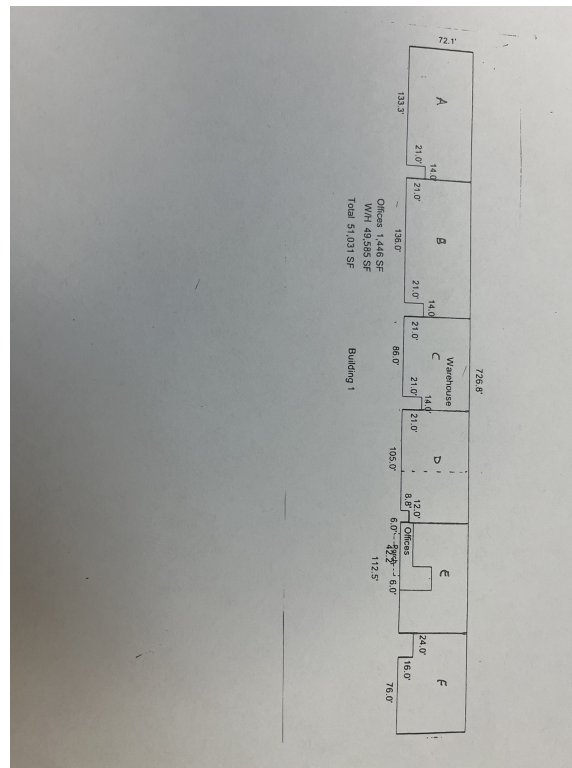 726.8'
72.1'
Warehouse
A
B
C
D
E
F
14.0'
14.0'
14.0'
12.0'
24.0'
21.0'
21.0'
21.0'
21.0'
21.0'
21.0'
8.8'
Offices
16.0'
133.3'
136.0'
86.0'
105.0'
6.0'
Porch
42.2'
6.0'
112.5'
76.0'
Offices 1,446 SF
W/H 49,585 SF
Total 51,031 SF
Building 1